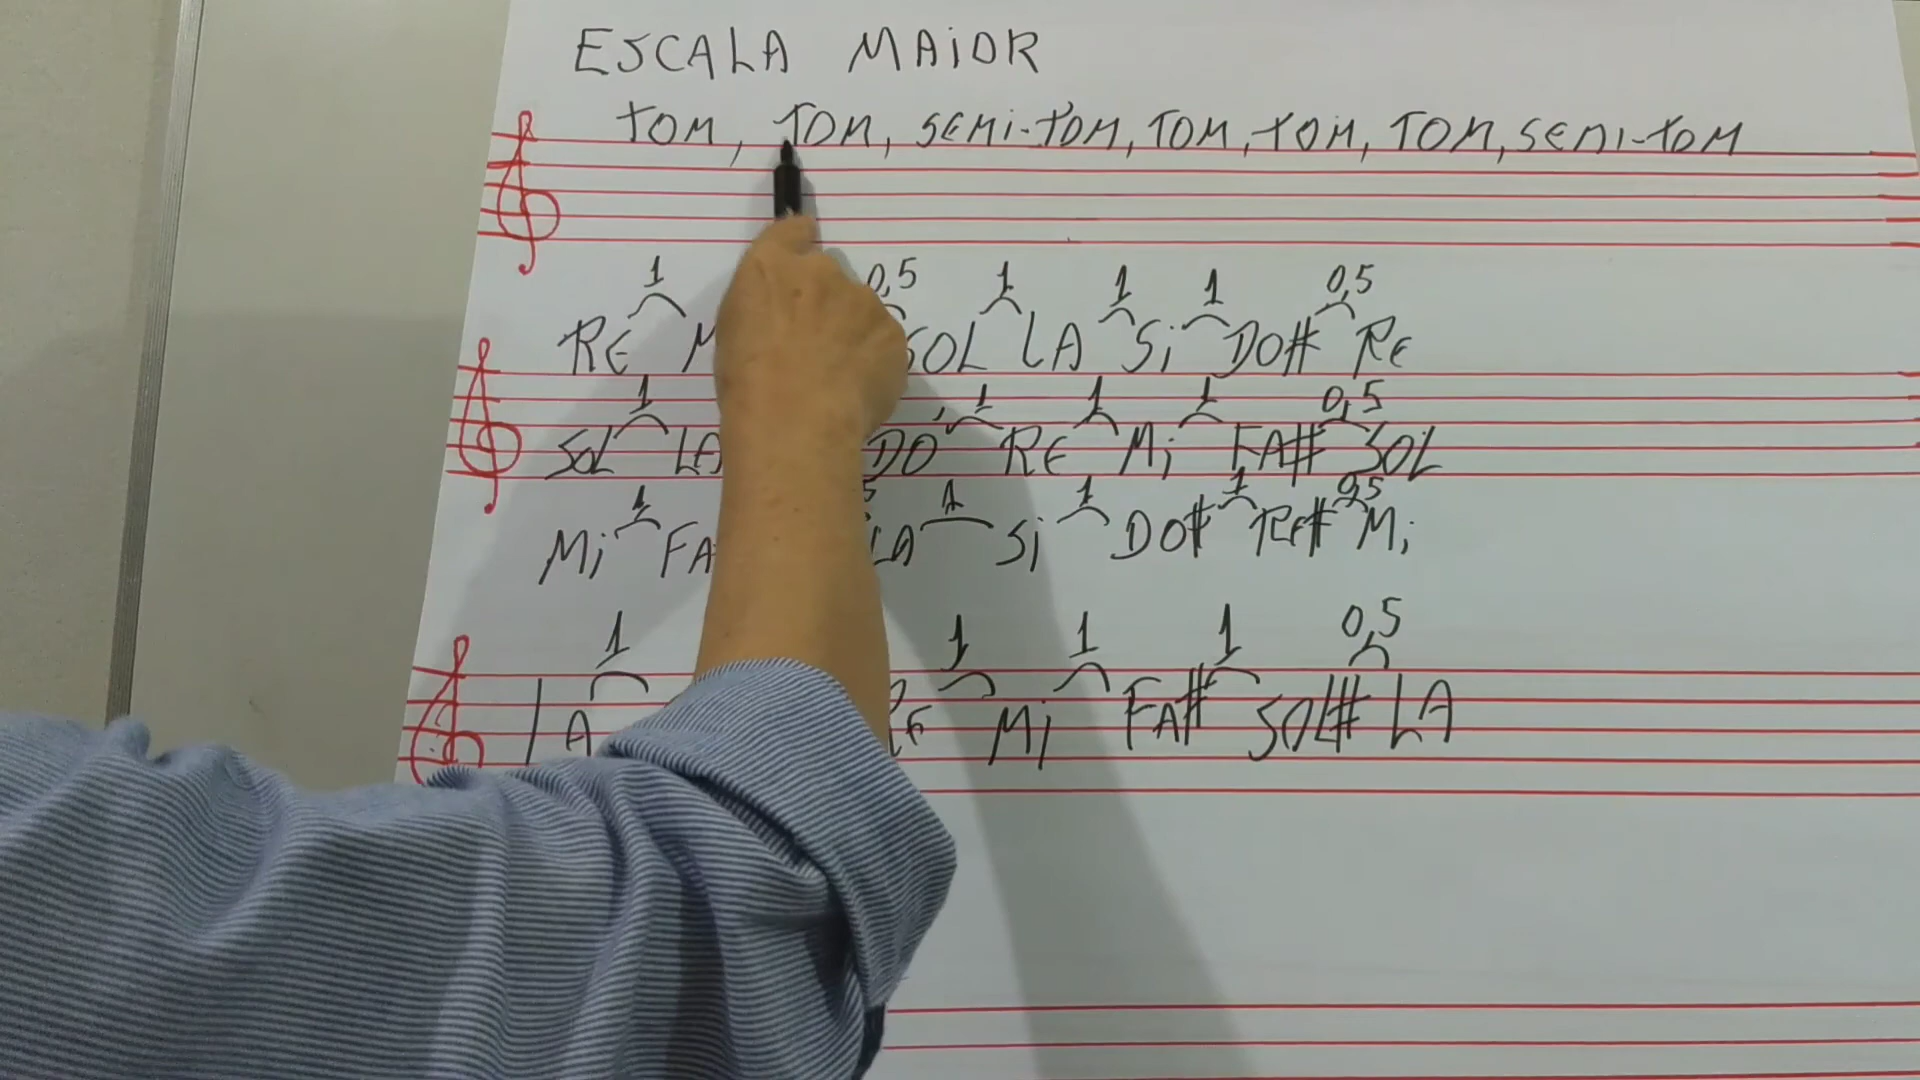 ESCALA MAIOR
TOM, TOM, SEMI-TOM, TOM, TOM, TOM, SEMI-TOM
1 0,5 1 1 1 0,5
RE SOL LA Si DO# RE
1 1 1 1 0,5
SOL LA DO RE Mi FA# SOL
1 5 1 1 1 0,5
Mi FA LA Si DO# RE# Mi
1 1 1 1 0,5
LA RE Mi FA# SOL# LA